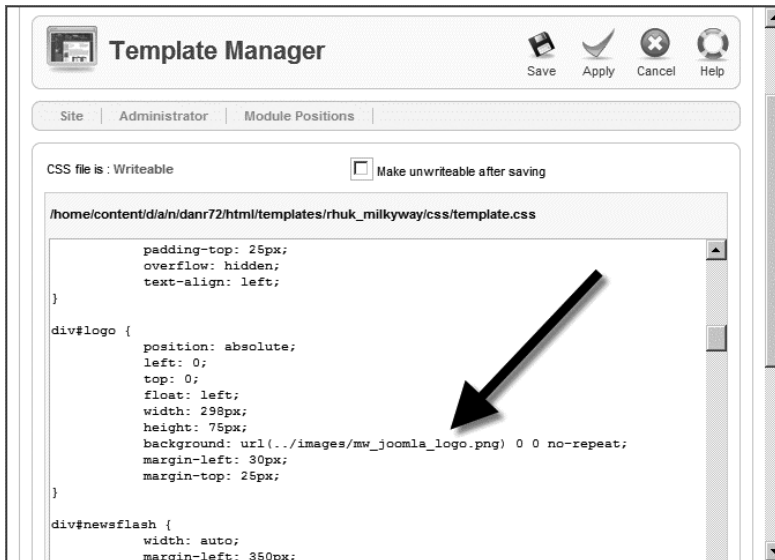 Template Manager
Save Apply Cancel Help
Site Administrator Module Positions
CSS file is : Writeable Make unwriteable after saving
/home/content/d/a/n/danr72/html/templates/rhuk_milkyway/css/template.css
padding-top: 25px;
overflow: hidden;
text-align: left;
}
div#logo {
position: absolute;
left: 0;
top: 0;
float: left;
width: 298px;
height: 75px;
background: url(../images/mw_joomla_logo.png) 0 0 no-repeat;
margin-left: 30px;
margin-top: 25px;
}
div#newsflash {
width: auto;
margin-left: 350px;